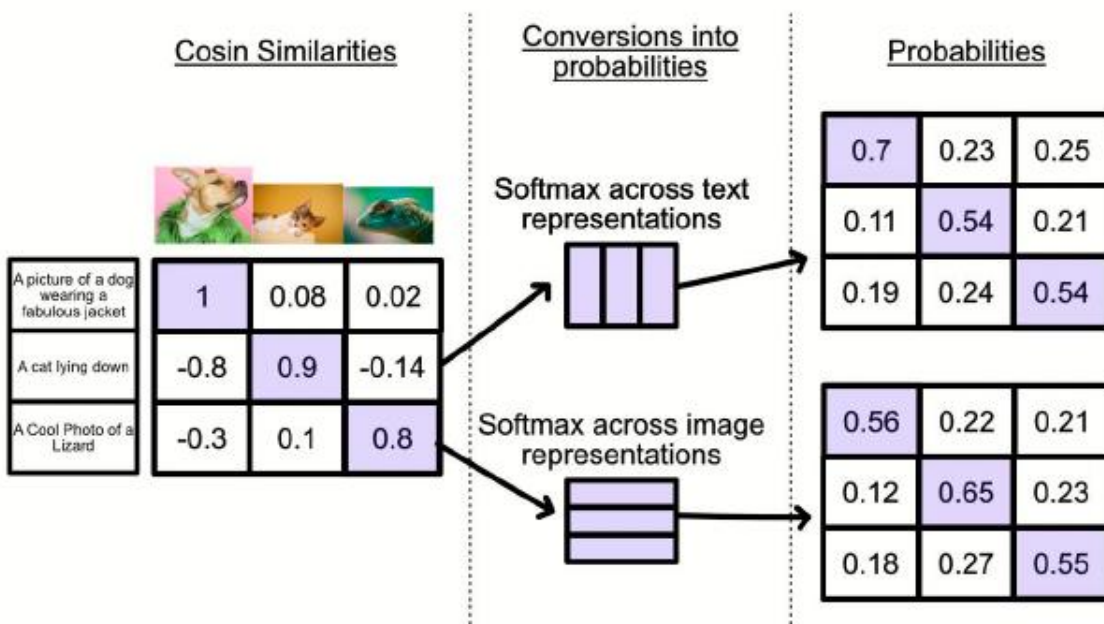 Cosin Similarities
Conversions into
probabilities
Probabilities
A picture of a dog
wearing a
fabulous jacket
1 0.08 0.02
A cat lying down
-0.8 0.9 -0.14
A Cool Photo of a
Lizard
-0.3 0.1 0.8
Softmax across text
representations
Softmax across image
representations
0.7 0.23 0.25
0.11 0.54 0.21
0.19 0.24 0.54
0.56 0.22 0.21
0.12 0.65 0.23
0.18 0.27 0.55